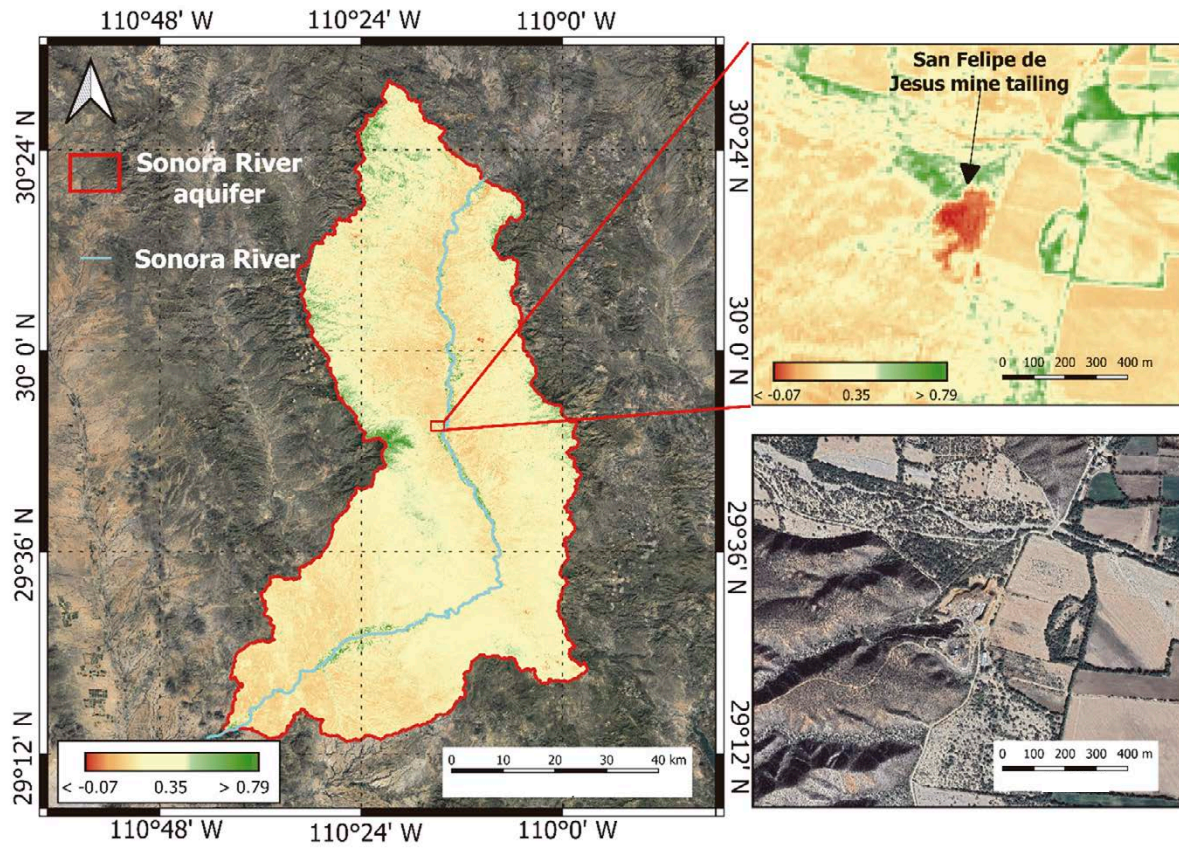 110°48' W
110°24' W
110°0' W
30°24' N
30°0' N
29°36' N
29°12' N
Sonora River
aquifer
Sonora River
< -0.07
0.35
> 0.79
0
10
20
30
40 km
110°48' W
110°24' W
110°0' W
30°24' N
30°0' N
29°36' N
29°12' N
San Felipe de
Jesus mine tailing
< -0.07
0.35
> 0.79
0 100 200 300 400 m
0 100 200 300 400 m